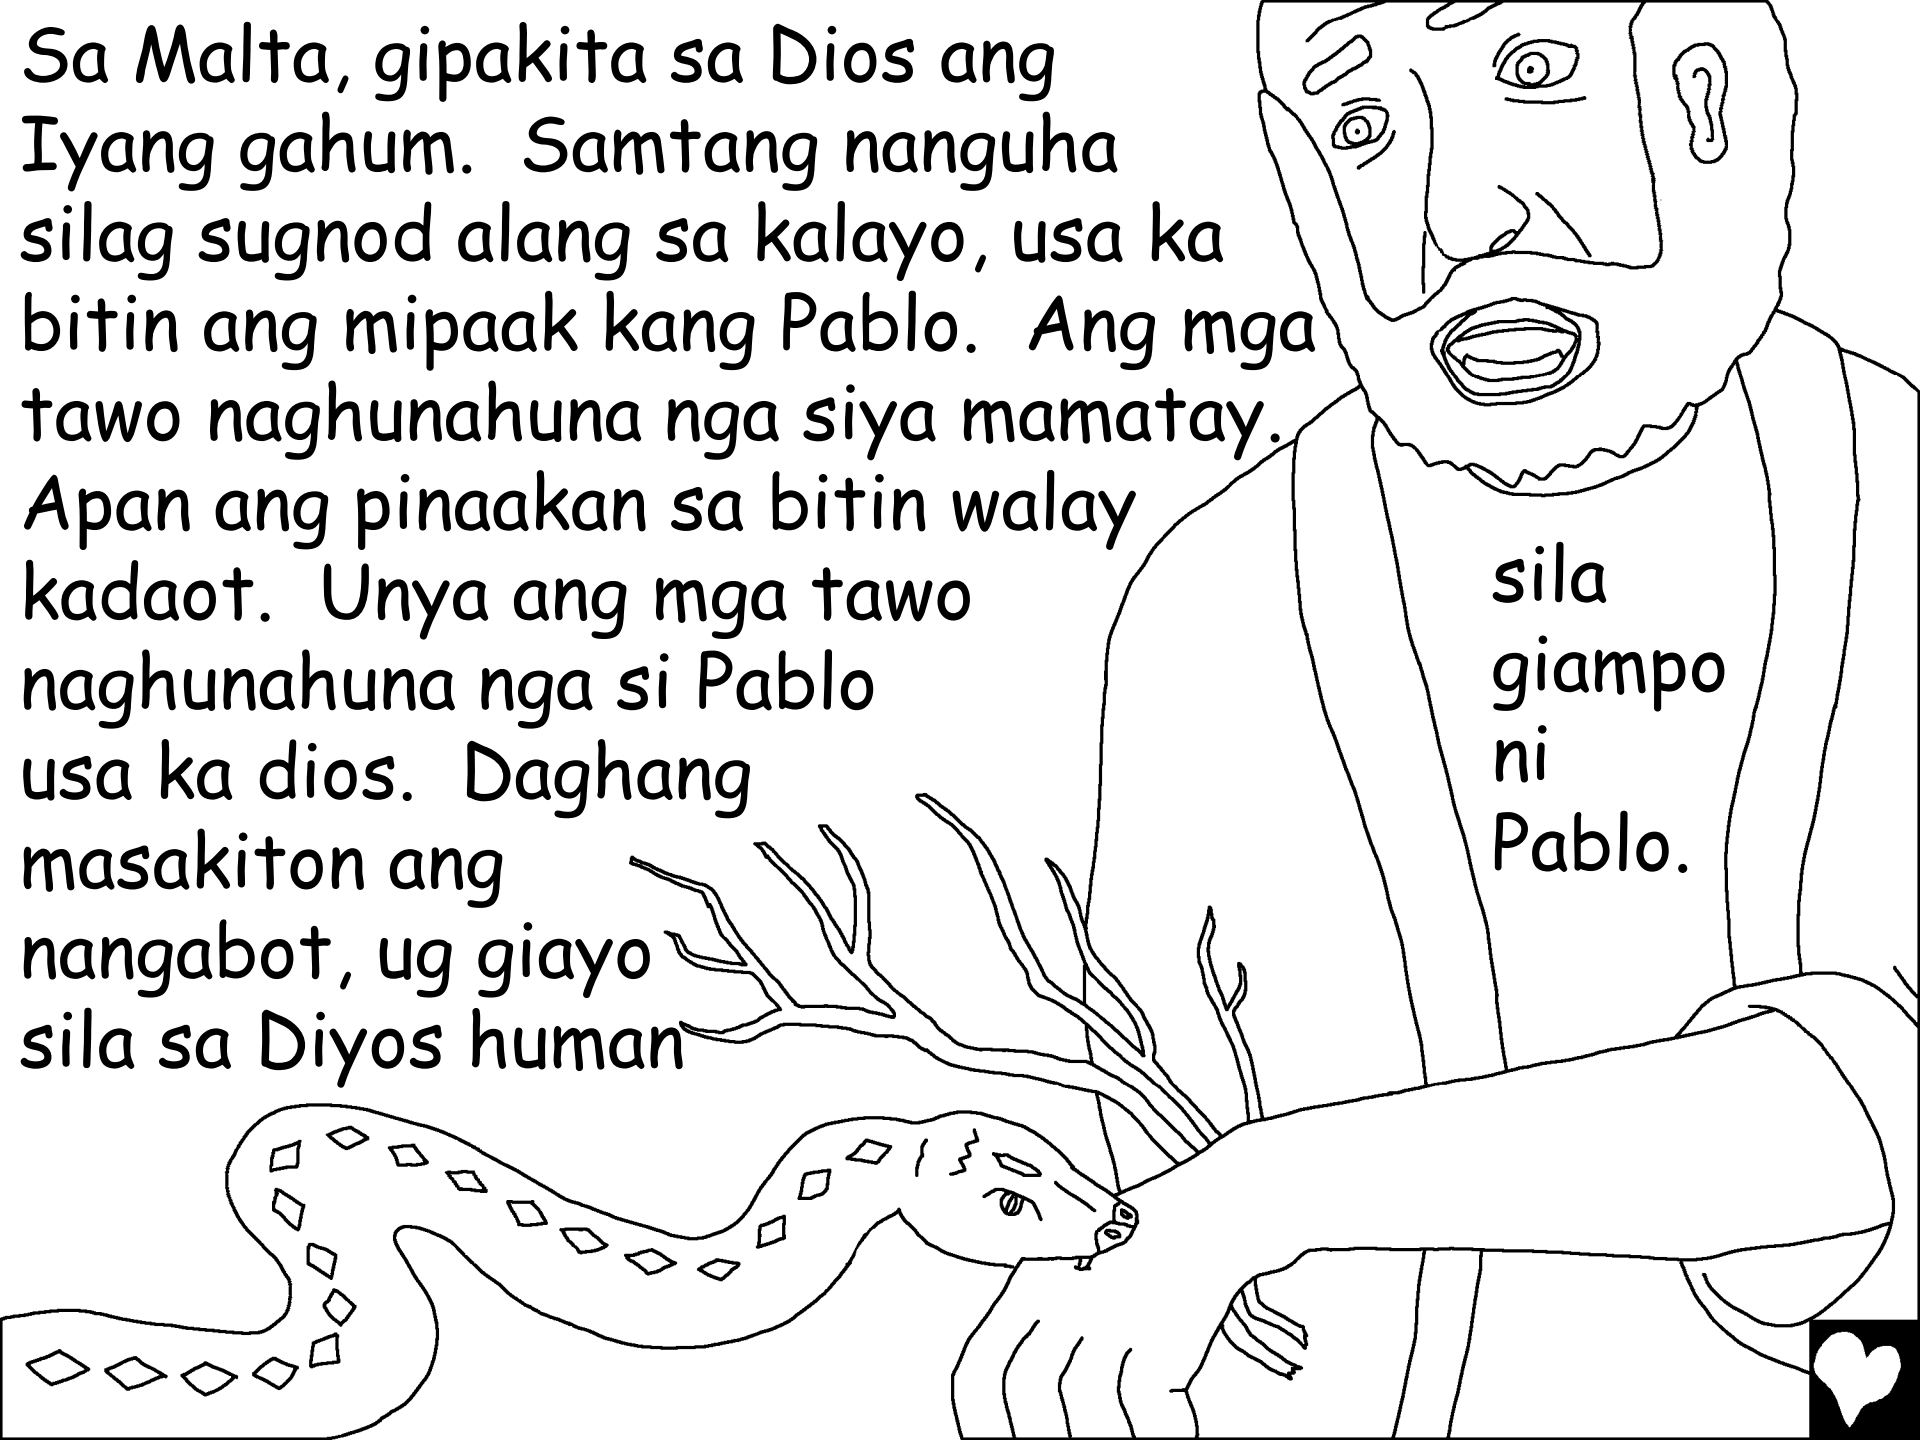 Sa Malta, gipakita sa Dios ang
Iyang gahum.  Samtang nanguha
silag sugnod alang sa kalayo, usa ka
bitin ang mipaak kang Pablo.  Ang mga
tawo naghunahuna nga siya mamatay.
Apan ang pinaakan sa bitin walay
kadaot.  Unya ang mga tawo
naghunahuna nga si Pablo
usa ka dios.  Daghang
masakiton ang
nangabot, ug giayo
sila sa Diyos human
sila
giampo
ni
Pablo.